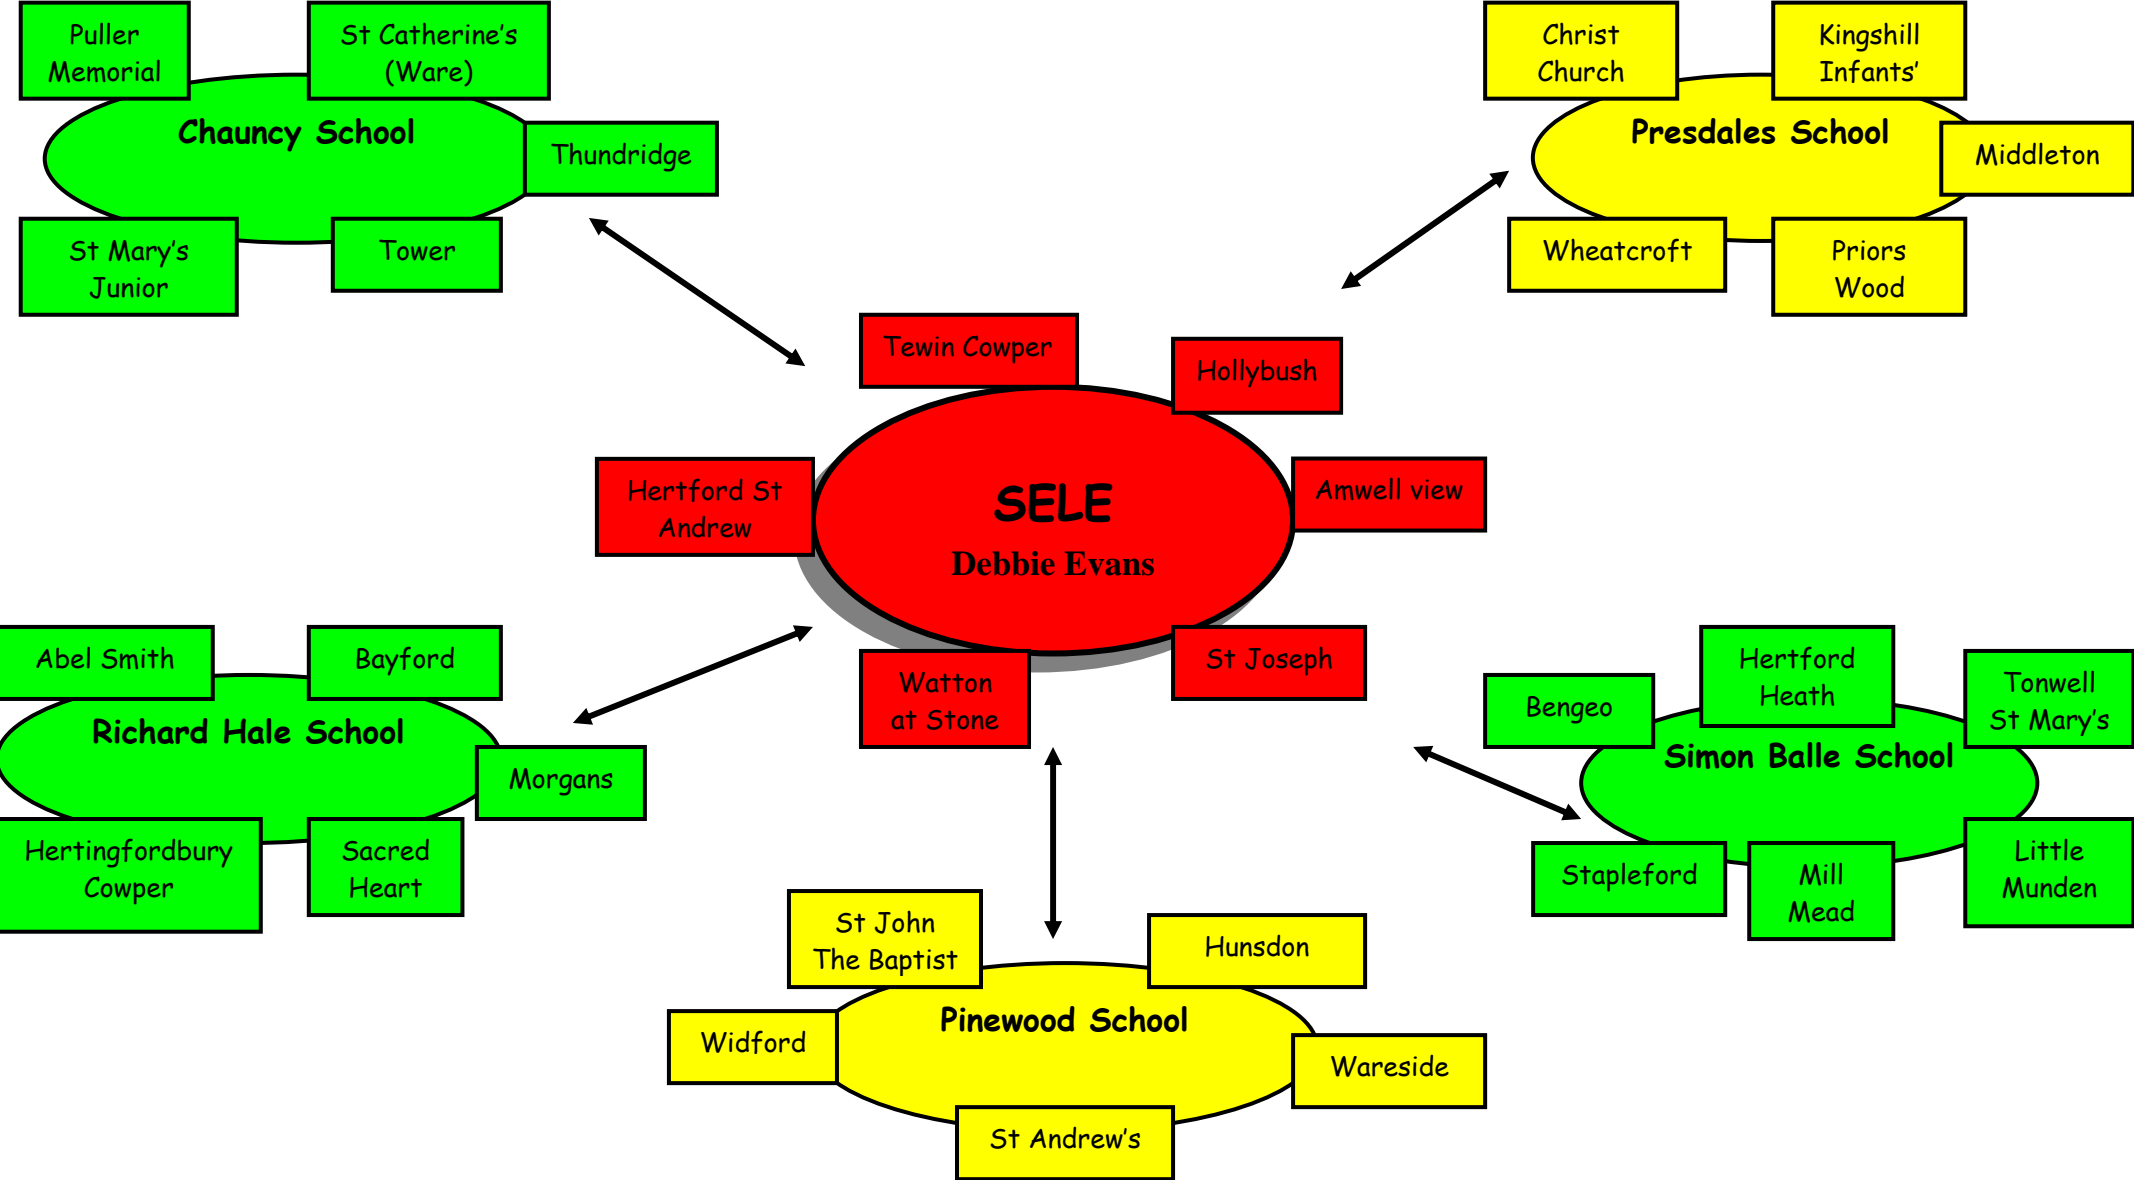 Puller
Memorial
St Catherine's
(Ware)
Chauncy School
Thundridge
St Mary's
Junior
Tower
Christ
Church
Kingshill
Infants'
Presdales School
Middleton
Wheatcroft
Priors
Wood
Tewin Cowper
Hollybush
Hertford St
Andrew
SELE
Debbie Evans
Amwell view
Watton
at Stone
St Joseph
Abel Smith
Bayford
Richard Hale School
Morgans
Hertingfordbury
Cowper
Sacred
Heart
Bengeo
Hertford
Heath
Tonwell
St Mary's
Simon Balle School
Stapleford
Mill
Mead
Little
Munden
St John
The Baptist
Hunsdon
Pinewood School
Widford
Wareside
St Andrew's